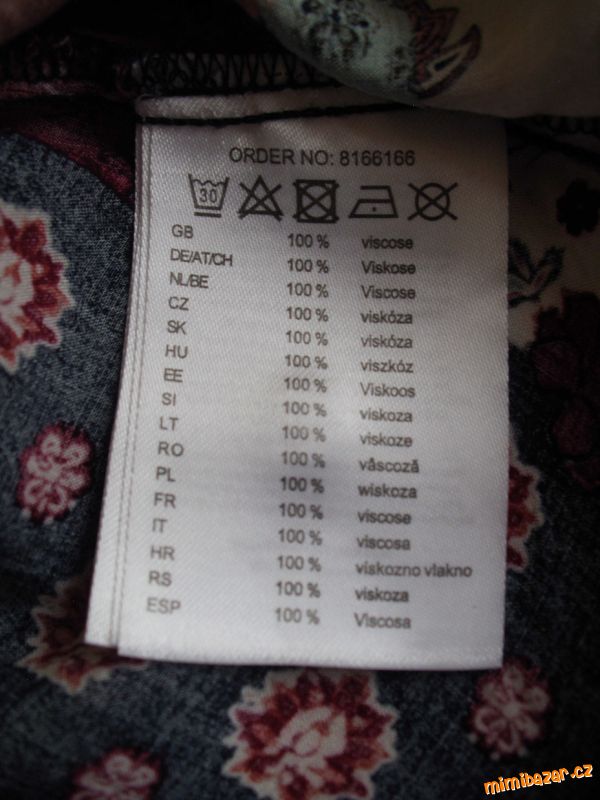 ORDER NO: 8166166
30
GB 100 % viscose
DE/AT/CH 100 % Viskose
NL/BE 100 % Viscose
CZ 100 % viskóza
SK 100 % viskóza
HU 100 % viszkóz
EE 100 % Viskoos
SI 100 % viskoza
LT 100 % viskoze
RO 100 % vâscoză
PL 100 % wiskoza
FR 100 % viscose
IT 100 % viscosa
HR 100 % viskozno vlakno
RS 100 % viskoza
ESP 100 % Viscosa
mimibazar.cz